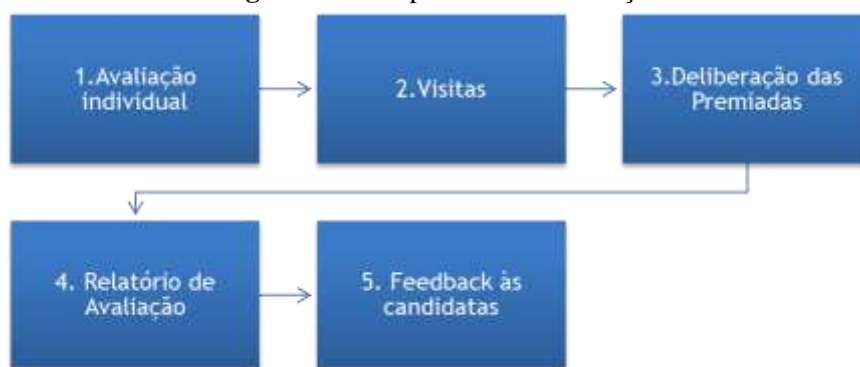 1.Avaliação
individual
2.Visitas
3.Deliberação das
Premiadas
4. Relatório de
Avaliação
5. Feedback às
candidatas